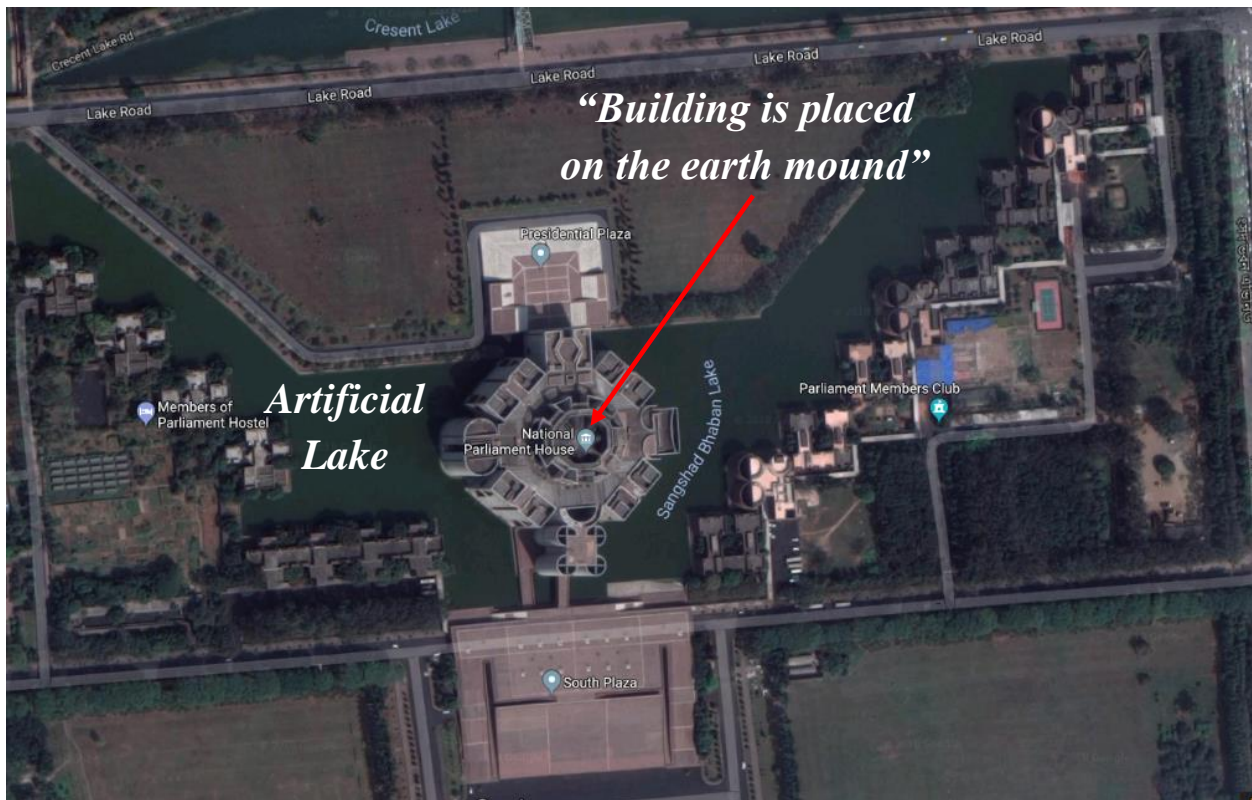 Cresent Lake
Crecent Lake Rd
Lake Road
Lake Road
Lake Road
Lake Road
Lake Road
“Building is placed
on the earth mound”
Presidential Plaza
Artificial
Lake
Members of
Parliament Hostel
National
Parliament House
Sangshad Bhaban Lake
Parliament Members Club
South Plaza